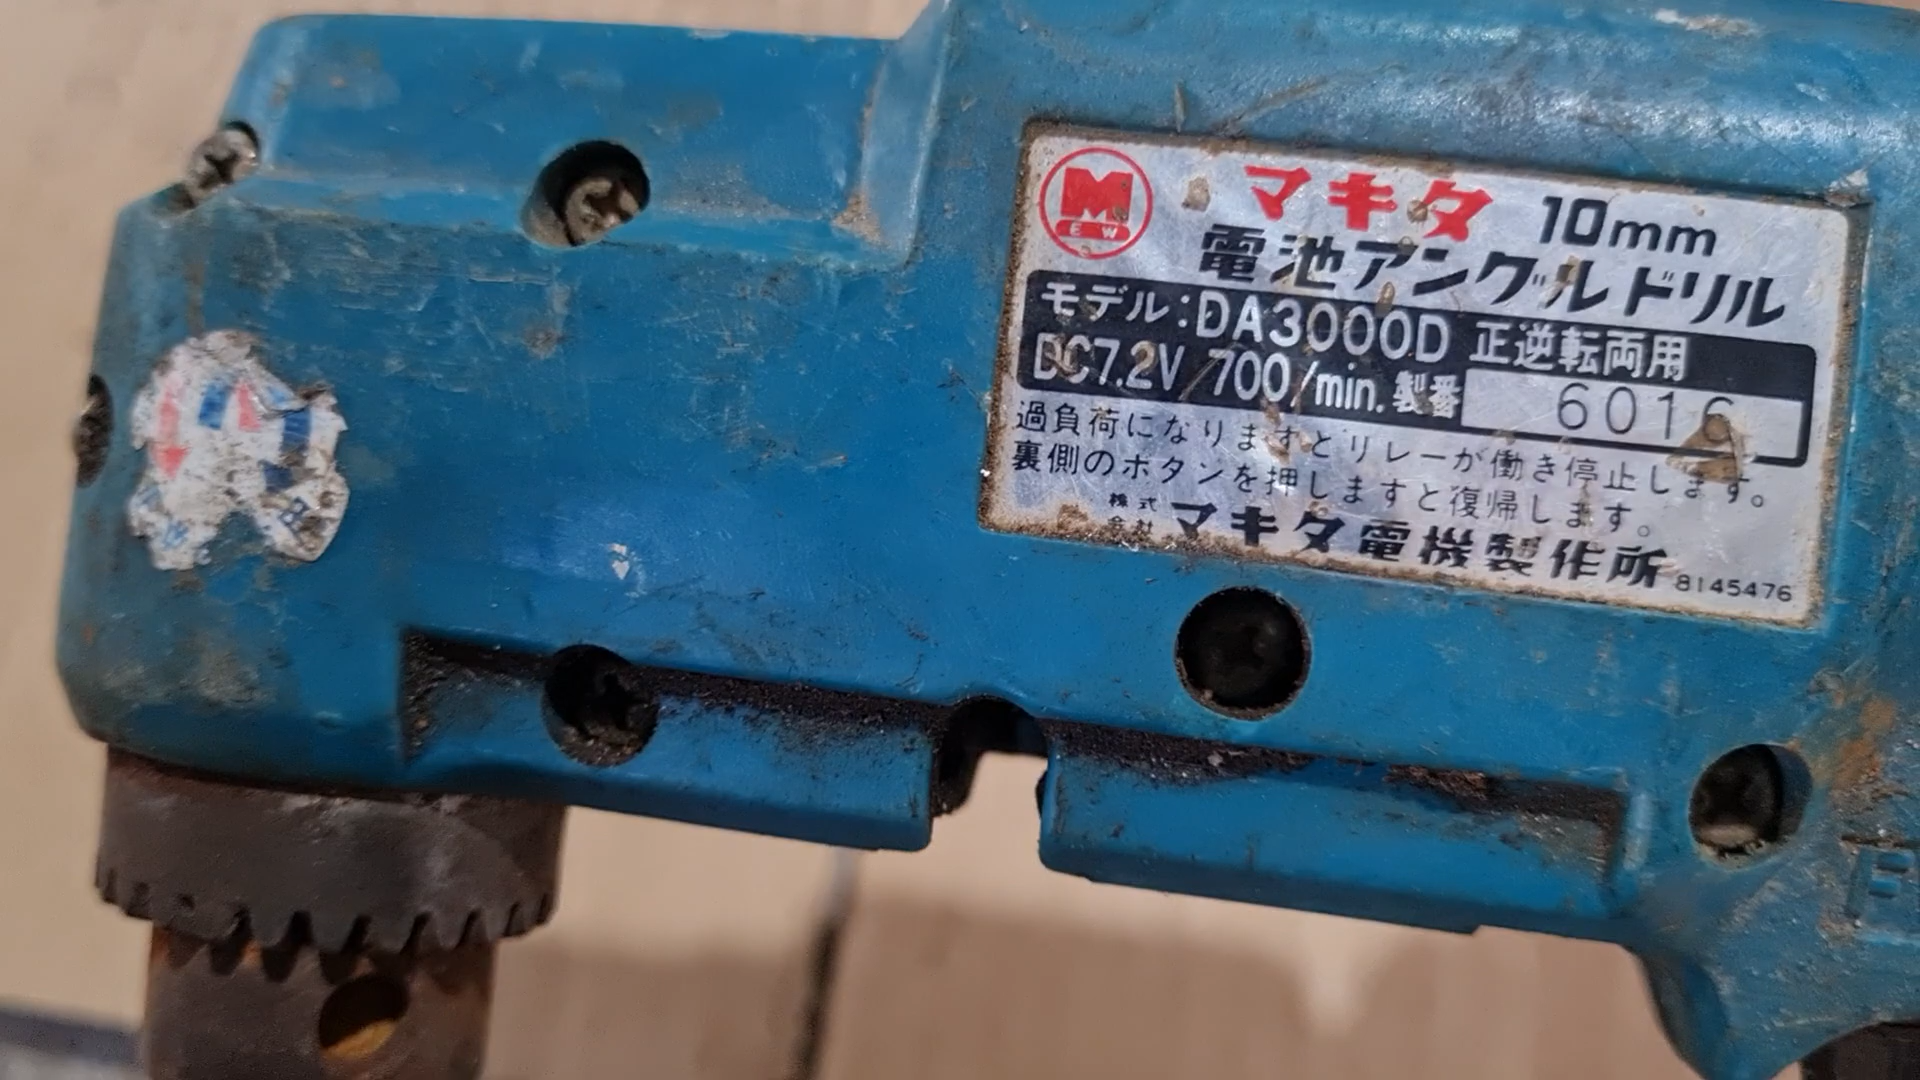 M
E W
マキタ 10mm
電池アングルドリル
モデル:DA3000D 正逆転両用
DC7.2V 700/min. 製番 6016
過負荷になりますとリレーが働き停止します。
裏側のボタンを押しますと復帰します。
株式会社 マキタ電機製作所 8145476
E